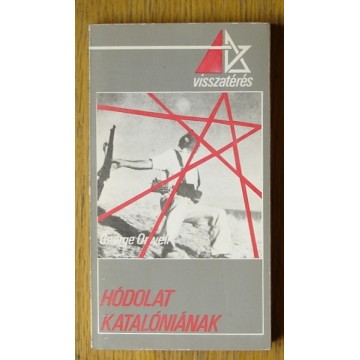 visszatérés
George Orwell
HÓDOLAT
KATALÓNIÁNAK